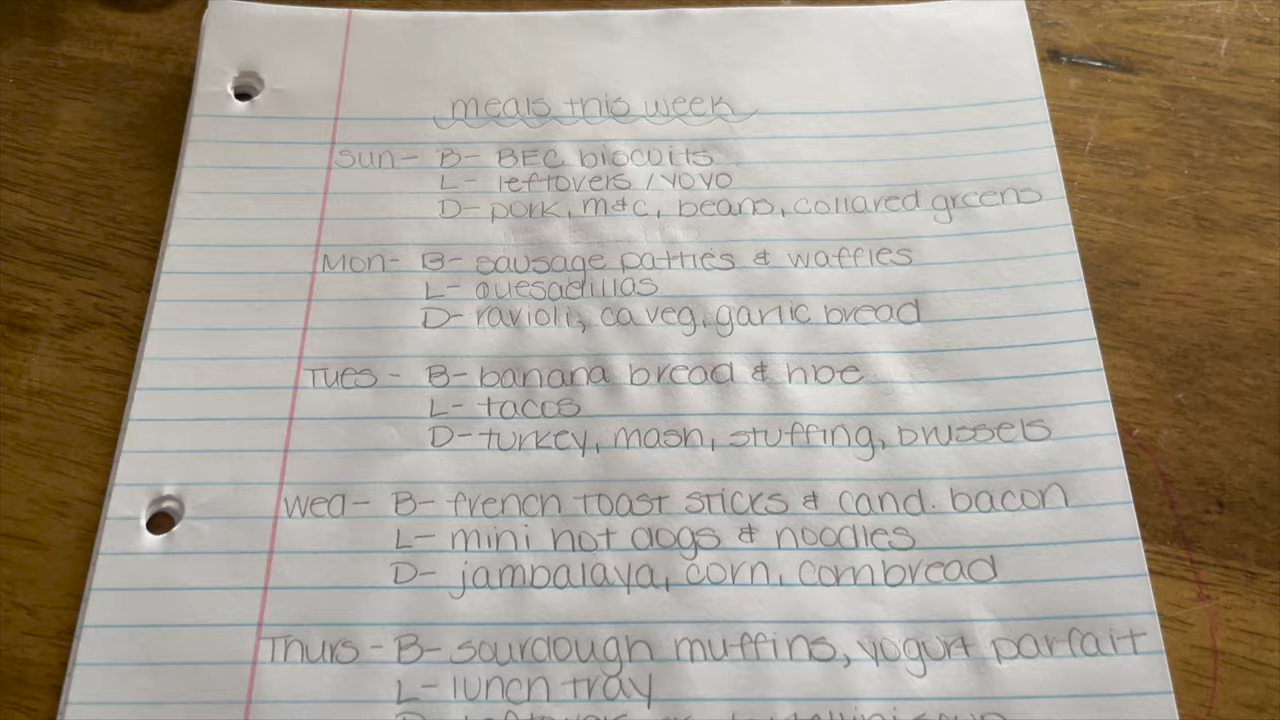 meals this week
Sun- B- BEC biscuits
L- leftovers / YOYO
D- pork, m&c, beans, collared greens
Mon- B- sausage patties & waffles
L- quesadillas
D- ravioli, ca veg, garlic bread
Tues - B- banana bread & hbe
L- tacos
D- turkey, mash, stuffing, brussels
Wed - B- french toast sticks & cand. bacon
L- mini hot dogs & noodles
D- jambalaya, corn, cornbread
Thurs - B- sourdough muffins, yogurt parfait
L- lunch tray